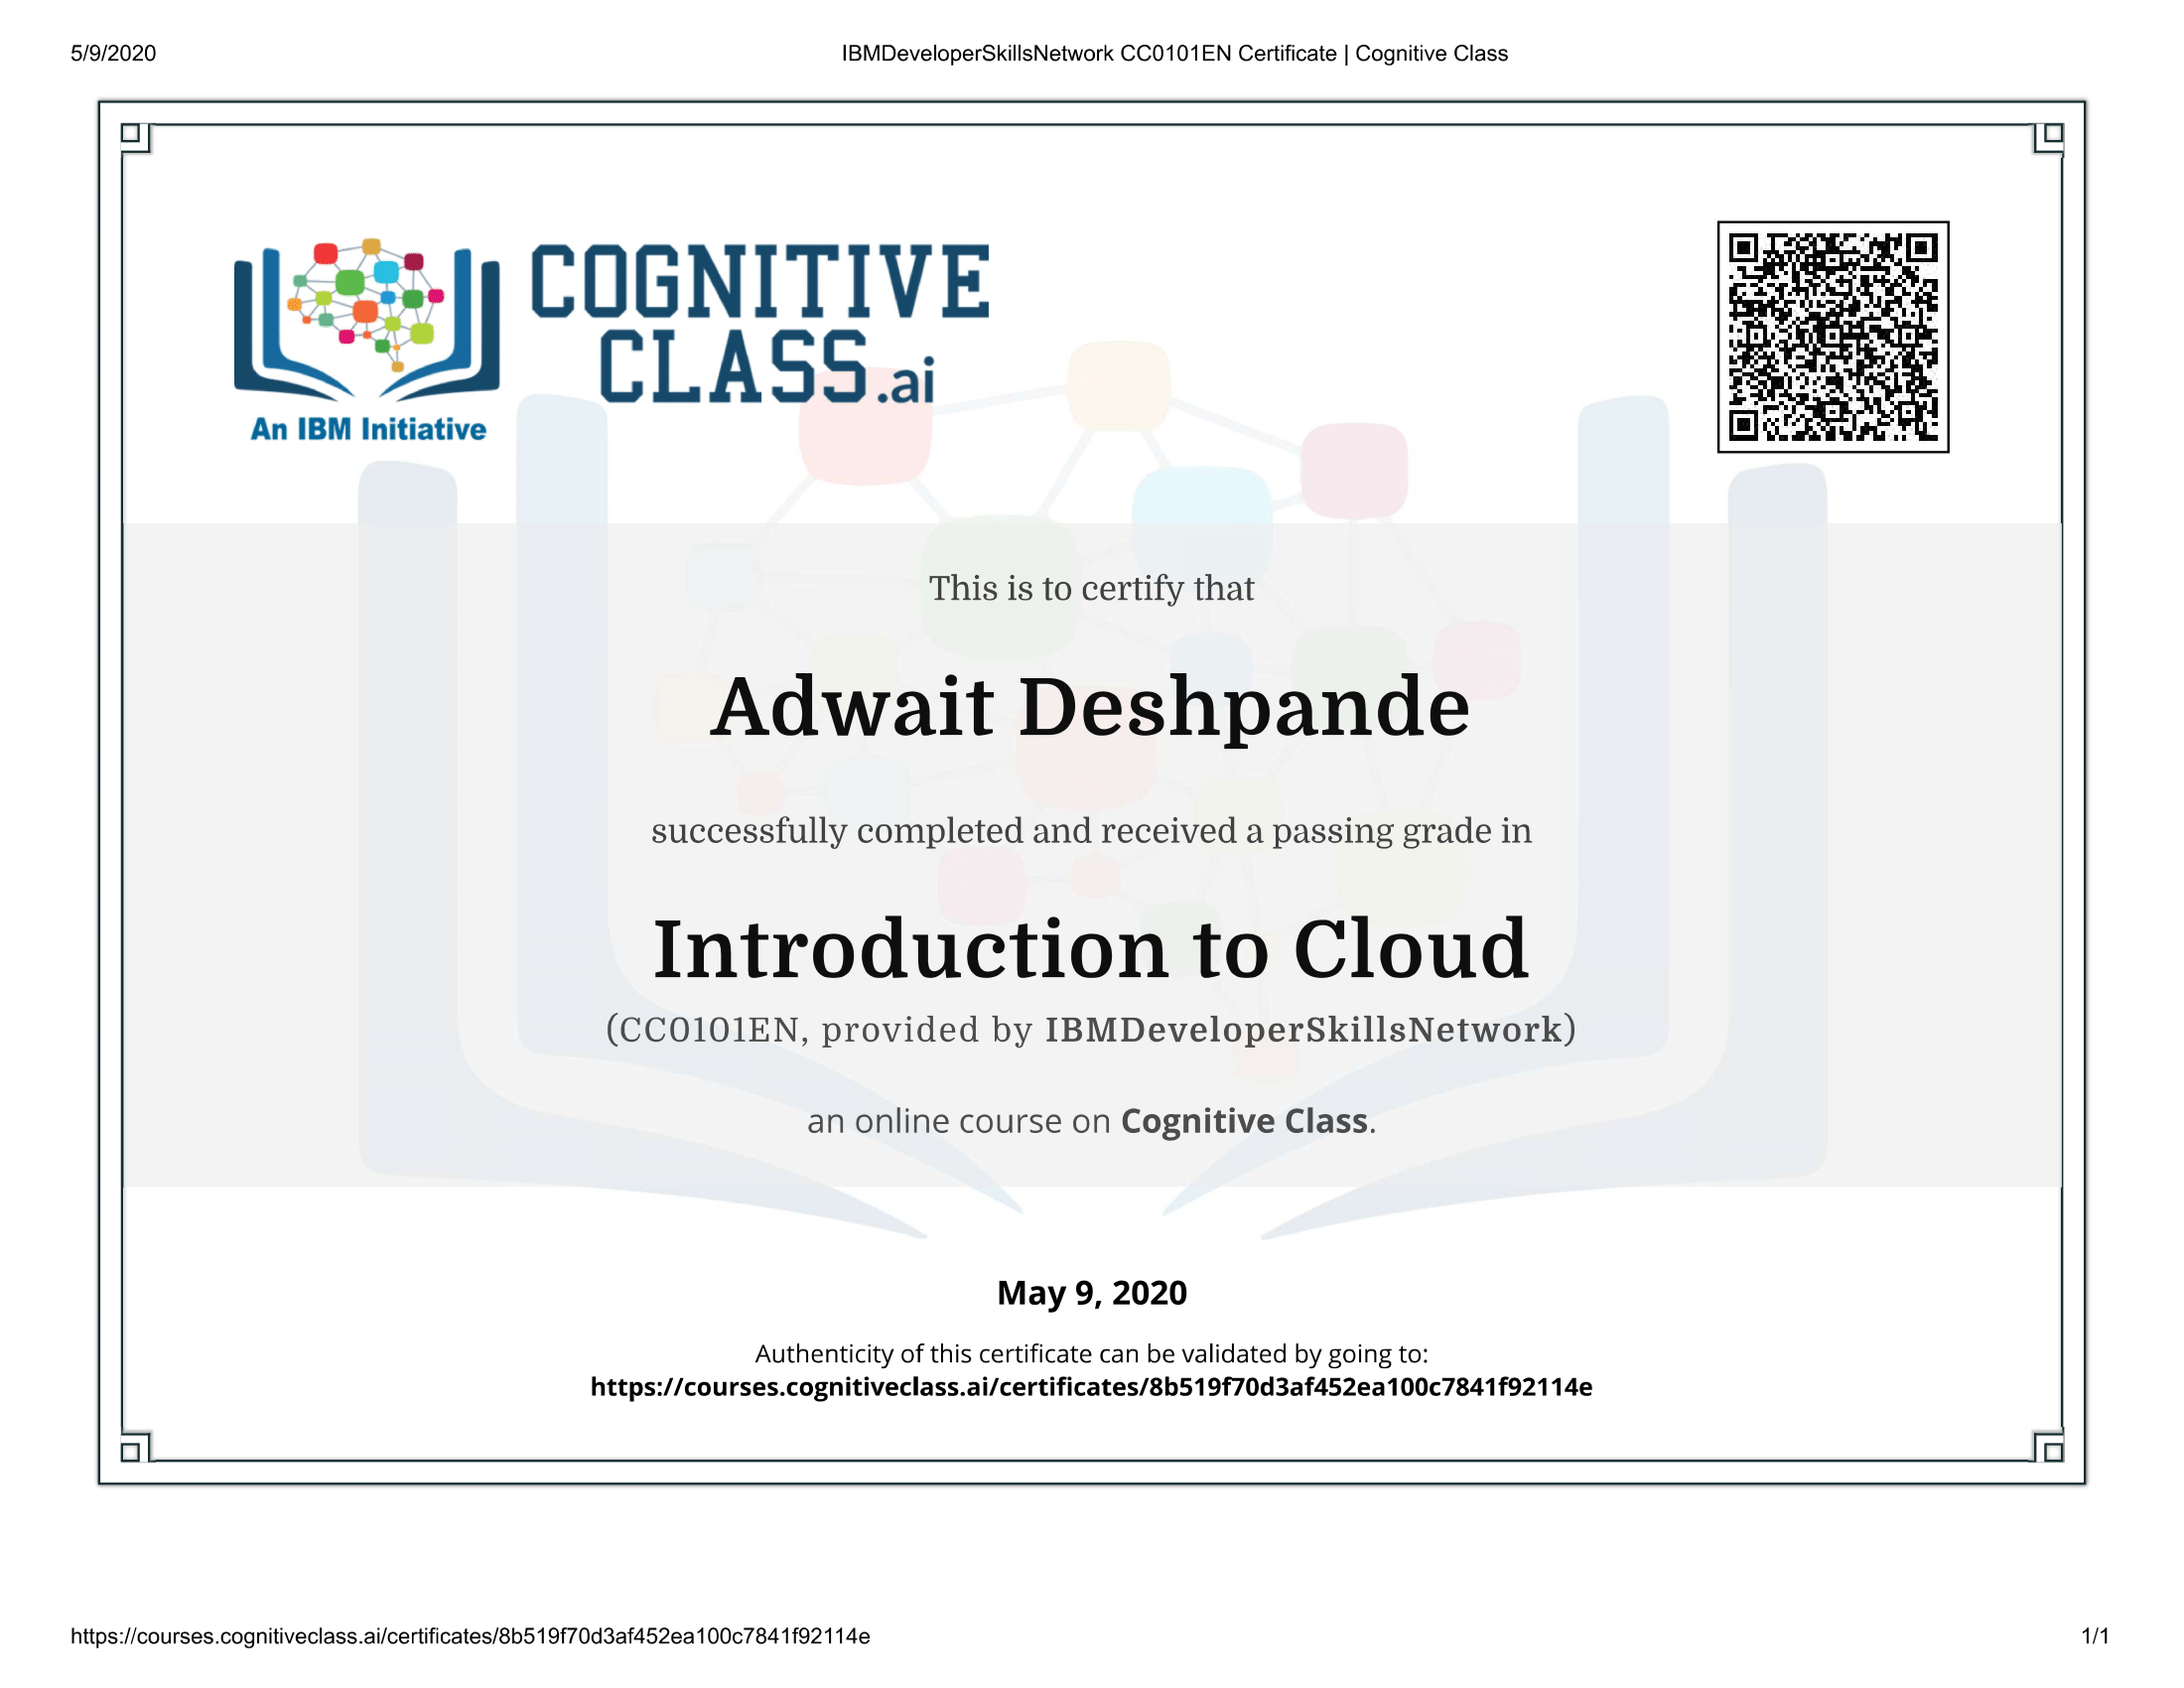 5/9/2020
IBMDeveloperSkillsNetwork CC0101EN Certificate | Cognitive Class
COGNITIVE
CLASS.ai
An IBM Initiative
This is to certify that
Adwait Deshpande
successfully completed and received a passing grade in
Introduction to Cloud
(CC0101EN, provided by IBMDeveloperSkillsNetwork)
an online course on Cognitive Class.
May 9, 2020
Authenticity of this certificate can be validated by going to:
https://courses.cognitiveclass.ai/certificates/8b519f70d3af452ea100c7841f92114e
https://courses.cognitiveclass.ai/certificates/8b519f70d3af452ea100c7841f92114e
1/1